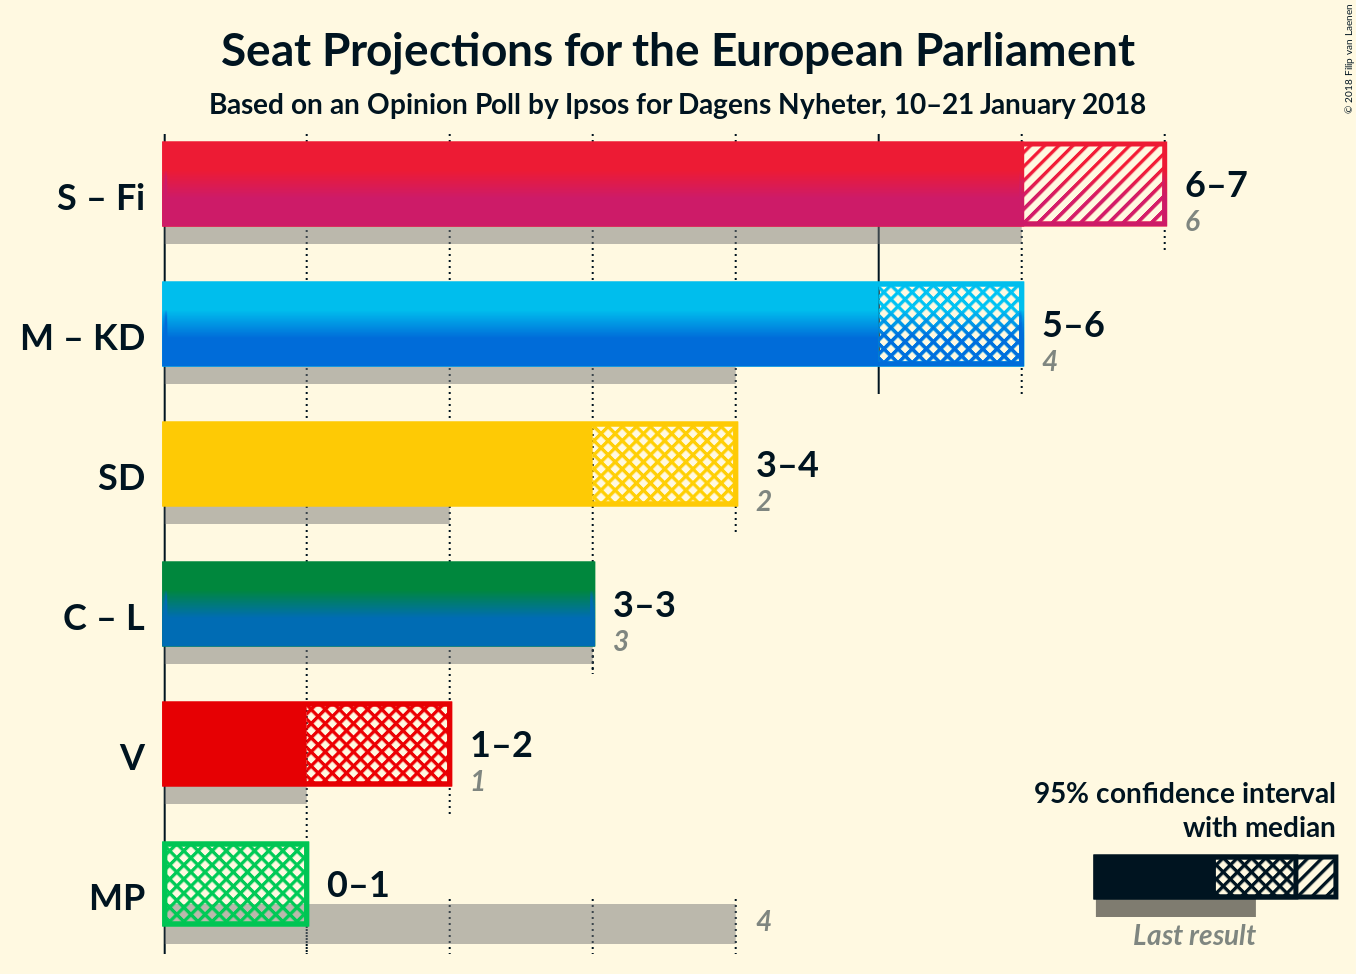 Seat Projections for the European Parliament
Based on an Opinion Poll by Ipsos for Dagens Nyheter, 10–21 January 2018
© 2018 Filip van Laenen
S – Fi
6–7
6
M – KD
5–6
4
SD
3–4
2
C – L
3–3
3
V
1–2
1
MP
0–1
4
95% confidence interval
with median
Last result